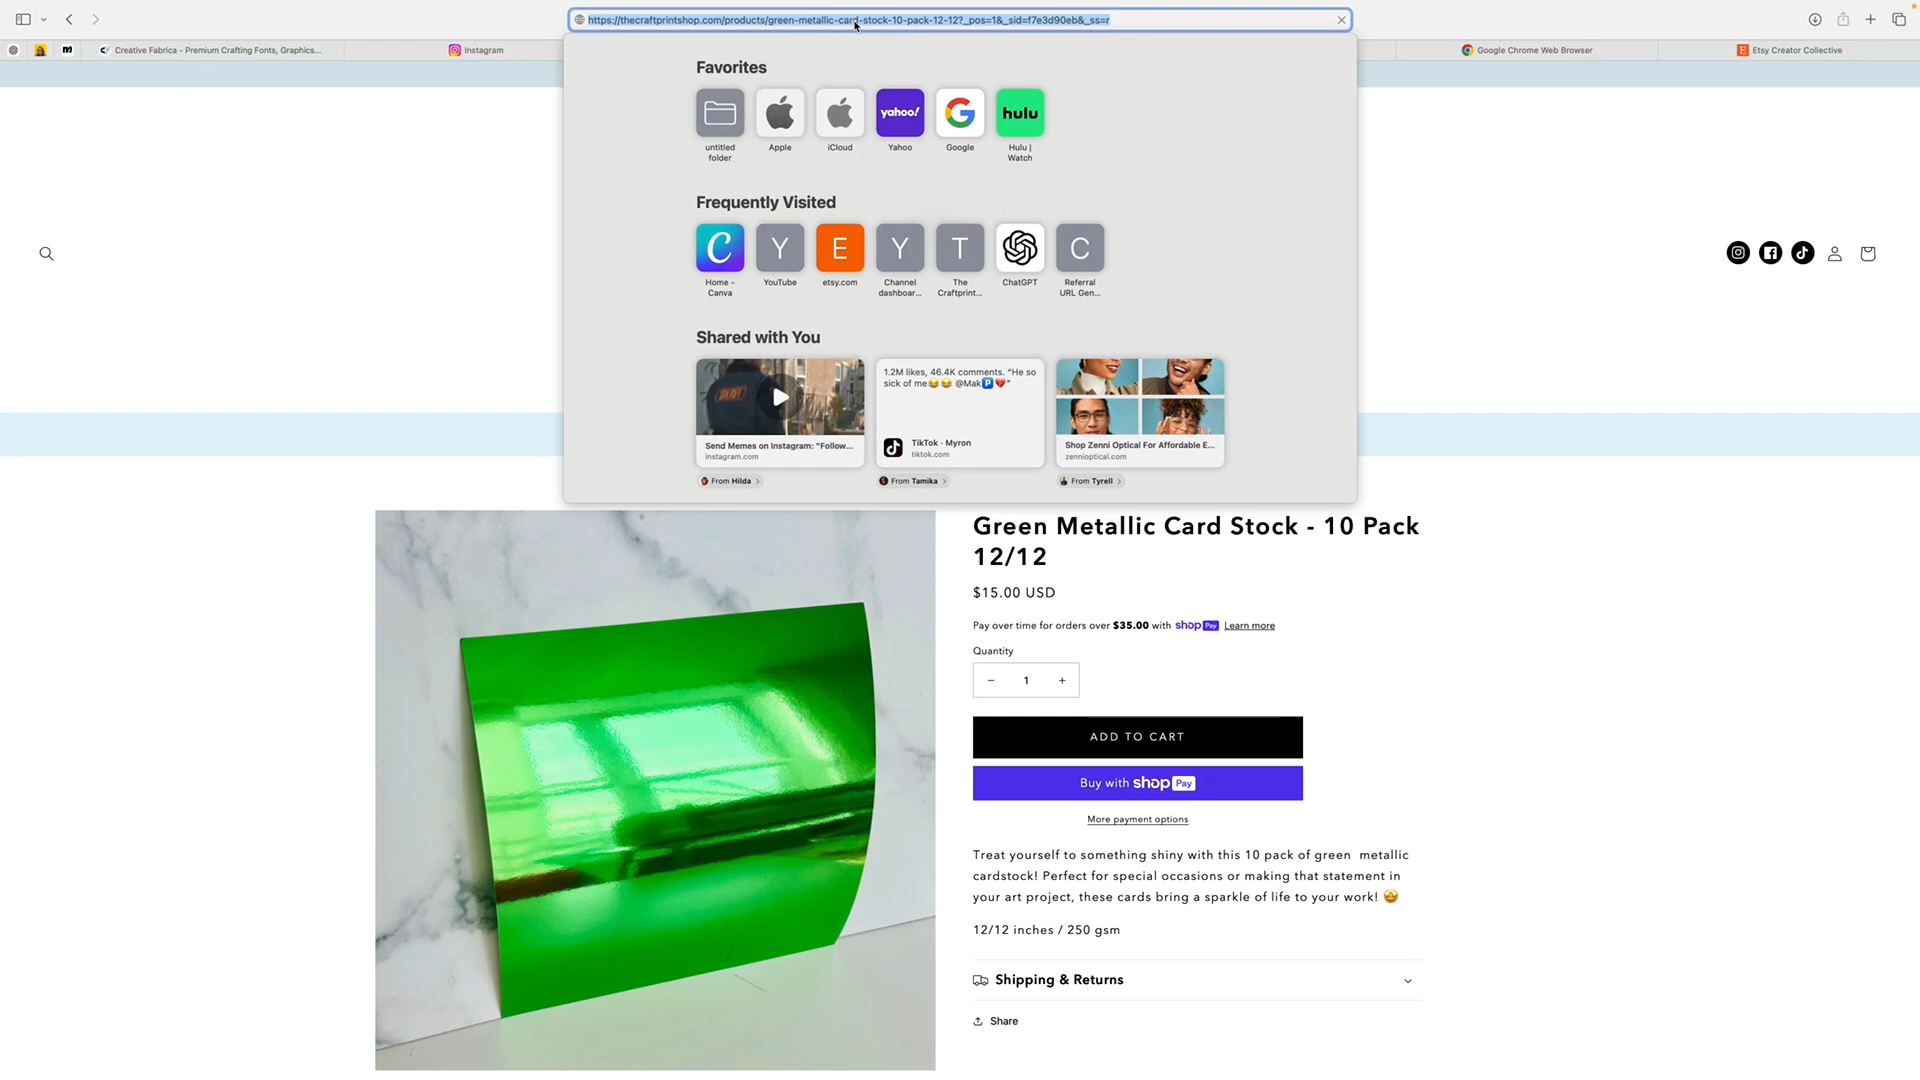 https://thecraftprintshop.com/products/green-metallic-card-stock-10-pack-12-12?_pos=1&_sid=f7e3d90eb&_ss=r
Creative Fabrica - Premium Crafting Fonts, Graphics...
Instagram
Google Chrome Web Browser
Etsy Creator Collective
Favorites
yahoo!
hulu
untitled folder
Apple
iCloud
Yahoo
Google
Hulu | Watch
Frequently Visited
C
Y
E
Y
T
C
Home - Canva
YouTube
etsy.com
Channel dashboar...
The Craftprint...
ChatGPT
Referral URL Gen...
Shared with You
1.2M likes, 46.4K comments. "He so
sick of me😂😂 @Mak🅿️💔"
TikTok · Myron
tiktok.com
Send Memes on Instagram: "Follow...
instagram.com
Shop Zenni Optical For Affordable E...
zennioptical.com
From Hilda >
From Tamika >
From Tyrell >
Green Metallic Card Stock - 10 Pack
12/12
$15.00 USD
Pay over time for orders over $35.00 with shop Pay Learn more
Quantity
− 1 +
ADD TO CART
Buy with shop Pay
More payment options
Treat yourself to something shiny with this 10 pack of green metallic
cardstock! Perfect for special occasions or making that statement in
your art project, these cards bring a sparkle of life to your work! 🤩
12/12 inches / 250 gsm
Shipping & Returns
Share